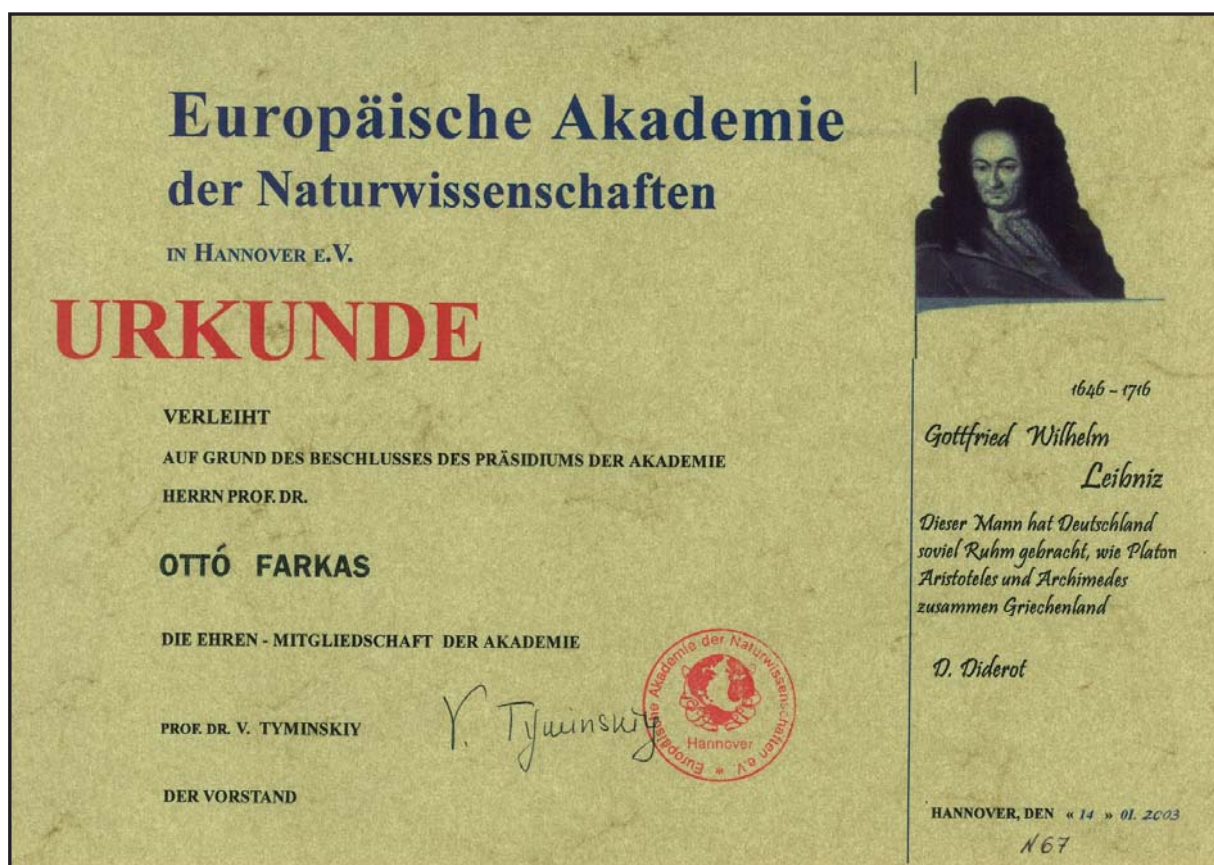 Europäische Akademie
der Naturwissenschaften
IN HANNOVER E.V.
URKUNDE
VERLEIHT
AUF GRUND DES BESCHLUSSES DES PRÄSIDIUMS DER AKADEMIE
HERRN PROF. DR.
OTTÓ FARKAS
DIE EHREN - MITGLIEDSCHAFT DER AKADEMIE
PROF. DR. V. TYMINSKIY
V. Tyminskiy
DER VORSTAND
Europäische Akademie der Naturwissenschaften e.V. *
Hannover
1646 – 1716
Gottfried Wilhelm
Leibniz
Dieser Mann hat Deutschland
soviel Ruhm gebracht, wie Platon
Aristoteles und Archimedes
zusammen Griechenland
D. Diderot
HANNOVER, DEN « 14 » 01. 2003
N 67